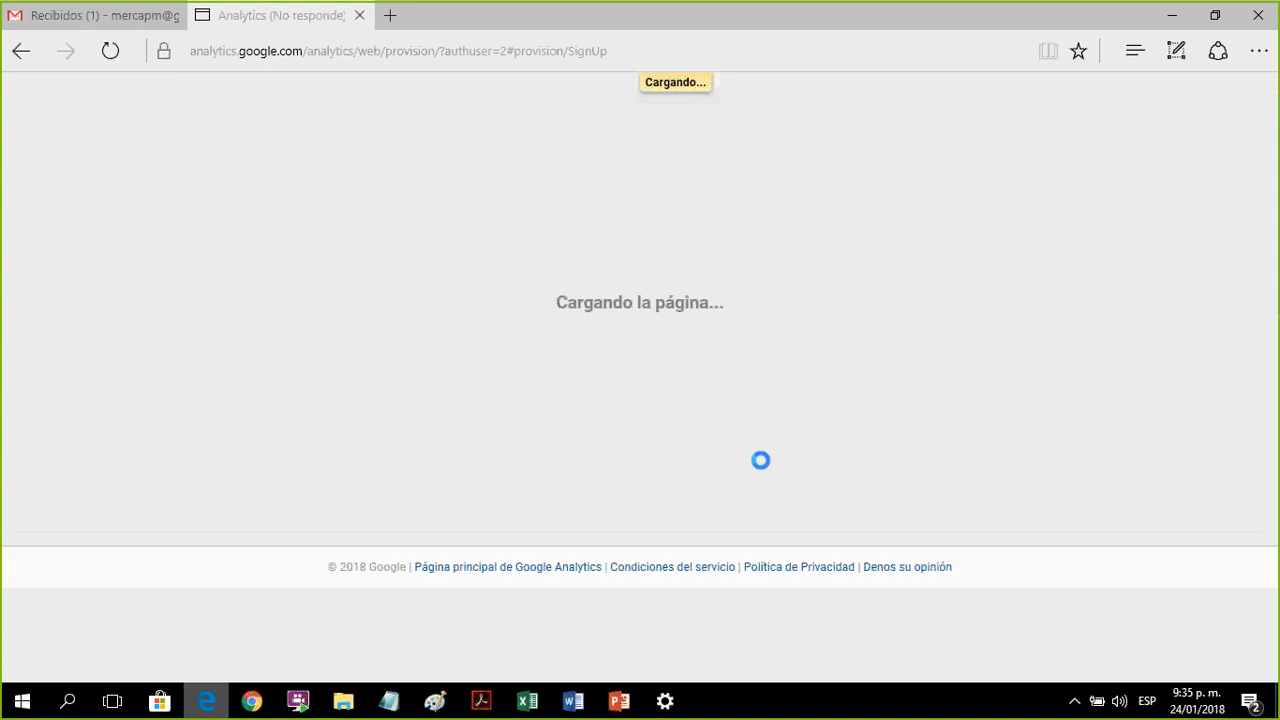 Recibidos (1) - mercapm@g
Analytics (No responde)
analytics.google.com/analytics/web/provision/?authuser=2#provision/SignUp
Cargando...
Cargando la página...
© 2018 Google | Página principal de Google Analytics | Condiciones del servicio | Política de Privacidad | Denos su opinión
ESP
9:35 p. m.
24/01/2018
2